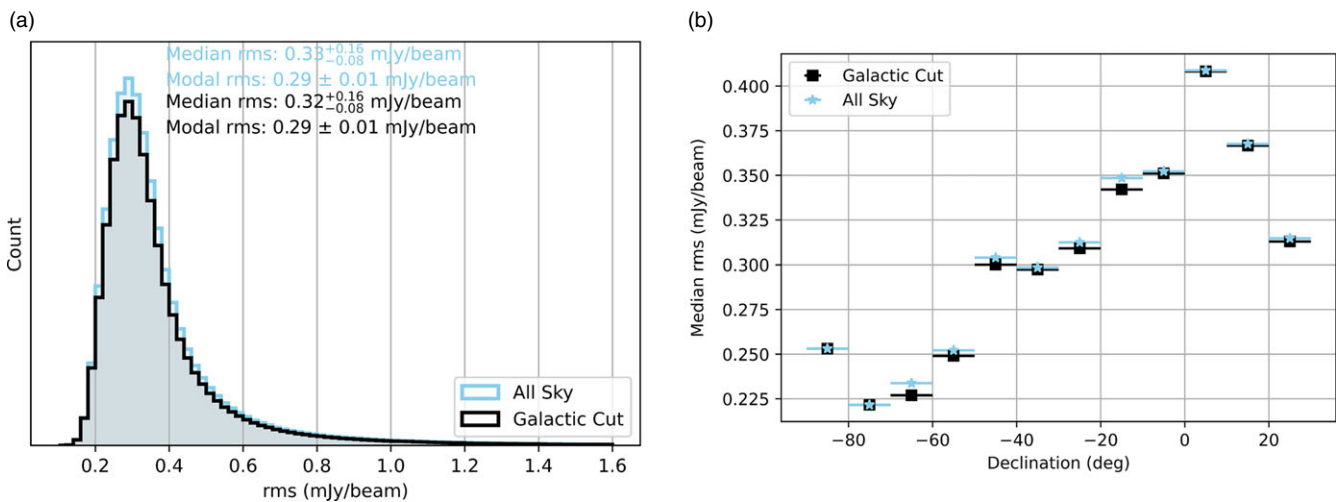 (a)
Median rms: 0.33+0.16 −0.08 mJy/beam
Modal rms: 0.29 ± 0.01 mJy/beam
Median rms: 0.32+0.16 −0.08 mJy/beam
Modal rms: 0.29 ± 0.01 mJy/beam
Count
All Sky
Galactic Cut
0.2 0.4 0.6 0.8 1.0 1.2 1.4 1.6
rms (mJy/beam)
(b)
Galactic Cut
All Sky
Median rms (mJy/beam)
0.400
0.375
0.350
0.325
0.300
0.275
0.250
0.225
−80 −60 −40 −20 0 20
Declination (deg)